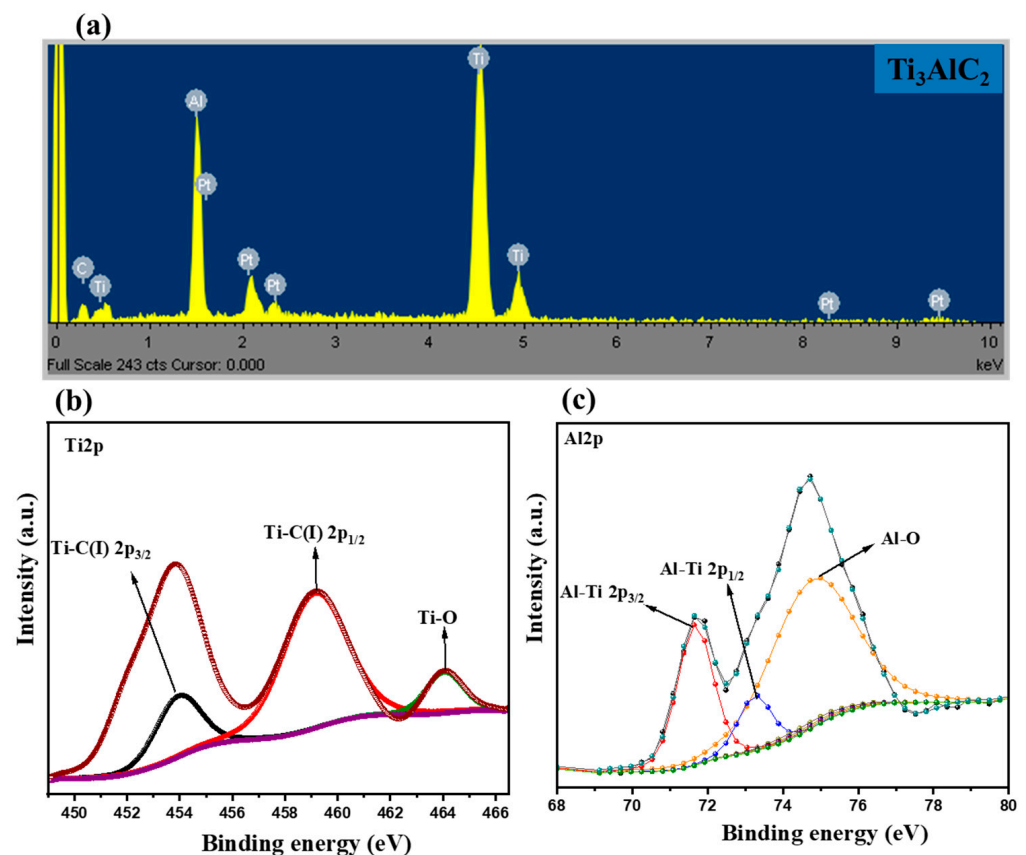 (a)
Ti₃AlC₂
Ti
Al
Pt
C
Ti
Pt
Pt
Ti
Pt
Pt
0 1 2 3 4 5 6 7 8 9 10
Full Scale 243 cts Cursor: 0.000 keV
(b)
Ti2p
Ti-C(I) 2p₃/₂
Ti-C(I) 2p₁/₂
Ti-O
Intensity (a.u.)
450 452 454 456 458 460 462 464 466
Binding energy (eV)
(c)
Al2p
Al-O
Al-Ti 2p₁/₂
Al-Ti 2p₃/₂
Intensity (a.u.)
68 70 72 74 76 78 80
Binding energy (eV)